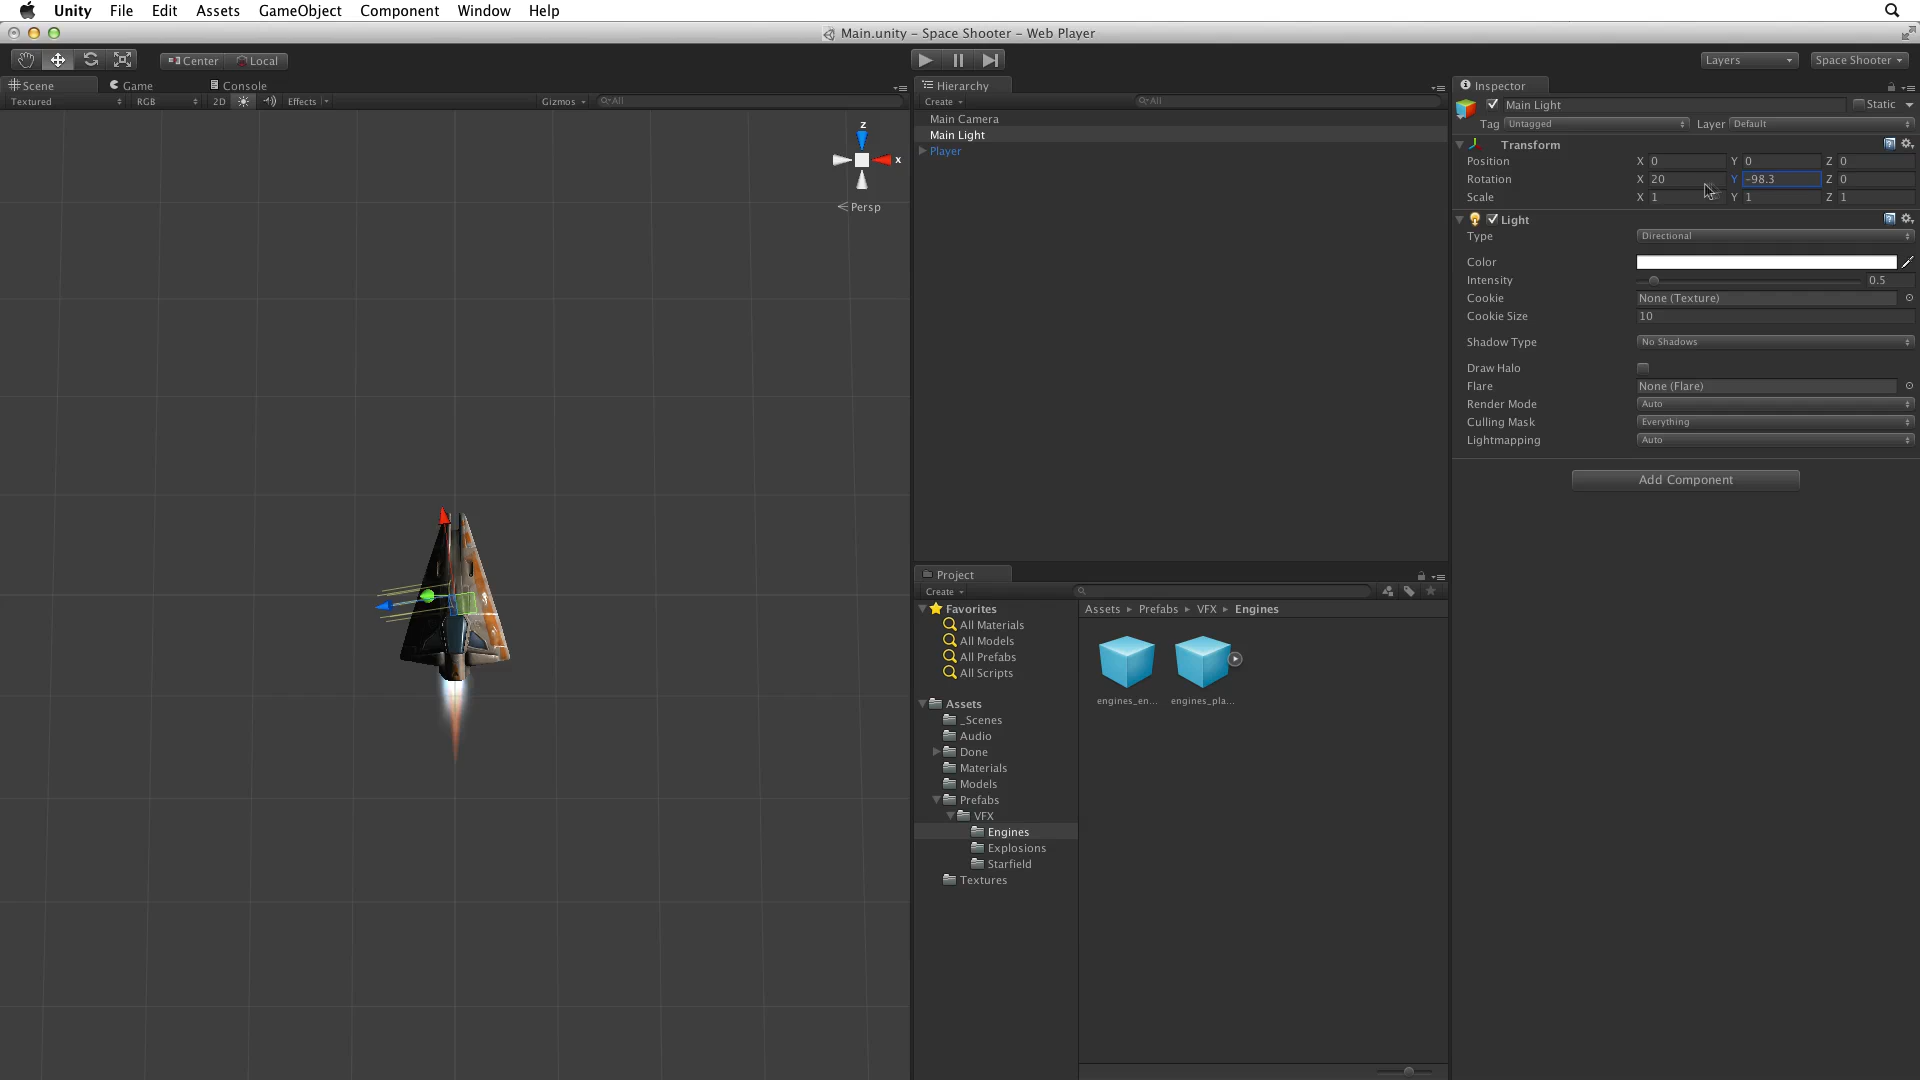 Unity File Edit Assets GameObject Component Window Help
Main.unity – Space Shooter – Web Player
Center Local
Layers Space Shooter
Scene Game Console
Textured RGB 2D Effects Gizmos All
z
x
Persp
Hierarchy
Create All
Main Camera
Main Light
Player
Project
Create
Favorites
All Materials
All Models
All Prefabs
All Scripts
Assets
_Scenes
Audio
Done
Materials
Models
Prefabs
VFX
Engines
Explosions
Starfield
Textures
Assets Prefabs VFX Engines
engines_en... engines_pla...
Inspector
Main Light Static
Tag Untagged Layer Default
Transform
Position X 0 Y 0 Z 0
Rotation X 20 Y -98.3 Z 0
Scale X 1 Y 1 Z 1
Light
Type Directional
Color
Intensity 0.5
Cookie None (Texture)
Cookie Size 10
Shadow Type No Shadows
Draw Halo
Flare None (Flare)
Render Mode Auto
Culling Mask Everything
Lightmapping Auto
Add Component